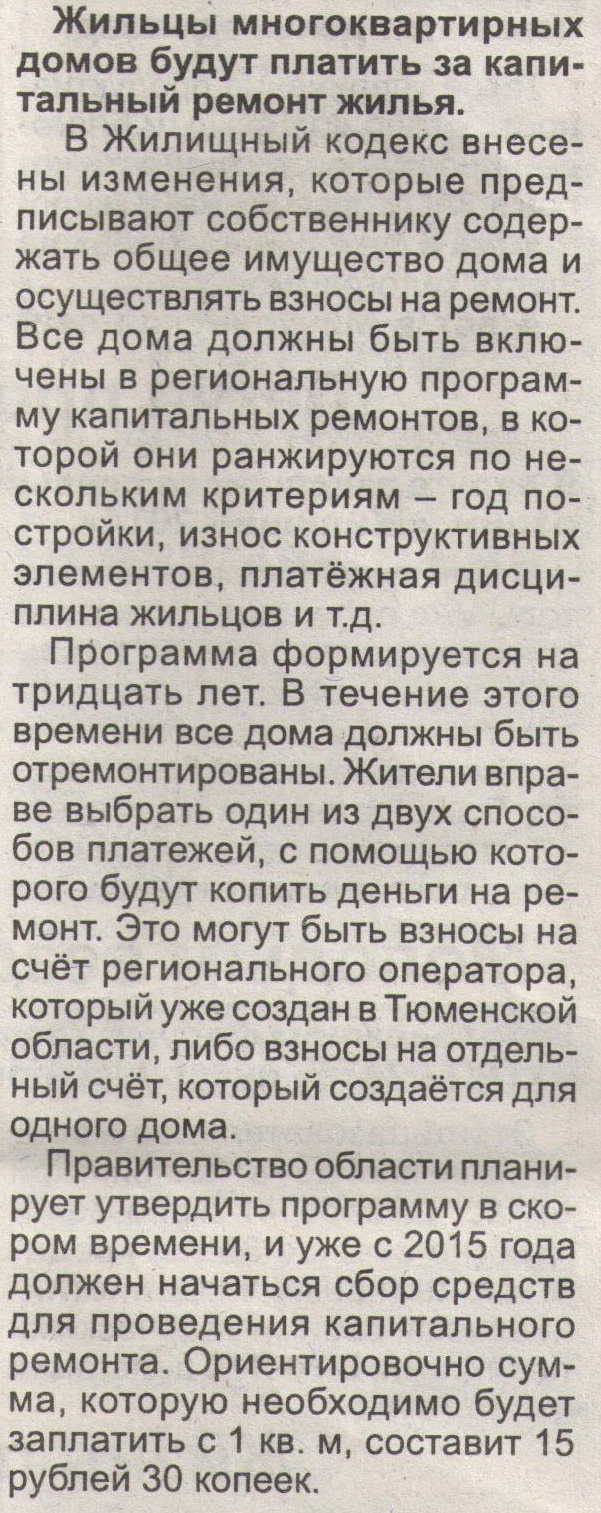 Жильцы многоквартирных
домов будут платить за капи-
тальный ремонт жилья.
В Жилищный кодекс внесе-
ны изменения, которые пред-
писывают собственнику содер-
жать общее имущество дома и
осуществлять взносы на ремонт.
Все дома должны быть вклю-
чены в региональную програм-
му капитальных ремонтов, в ко-
торой они ранжируются по не-
скольким критериям – год по-
стройки, износ конструктивных
элементов, платёжная дисци-
плина жильцов и т.д.
Программа формируется на
тридцать лет. В течение этого
времени все дома должны быть
отремонтированы. Жители впра-
ве выбрать один из двух спосо-
бов платежей, с помощью кото-
рого будут копить деньги на ре-
монт. Это могут быть взносы на
счёт регионального оператора,
который уже создан в Тюменской
области, либо взносы на отдель-
ный счёт, который создаётся для
одного дома.
Правительство области плани-
рует утвердить программу в ско-
ром времени, и уже с 2015 года
должен начаться сбор средств
для проведения капитального
ремонта. Ориентировочно сум-
ма, которую необходимо будет
заплатить с 1 кв. м, составит 15
рублей 30 копеек.